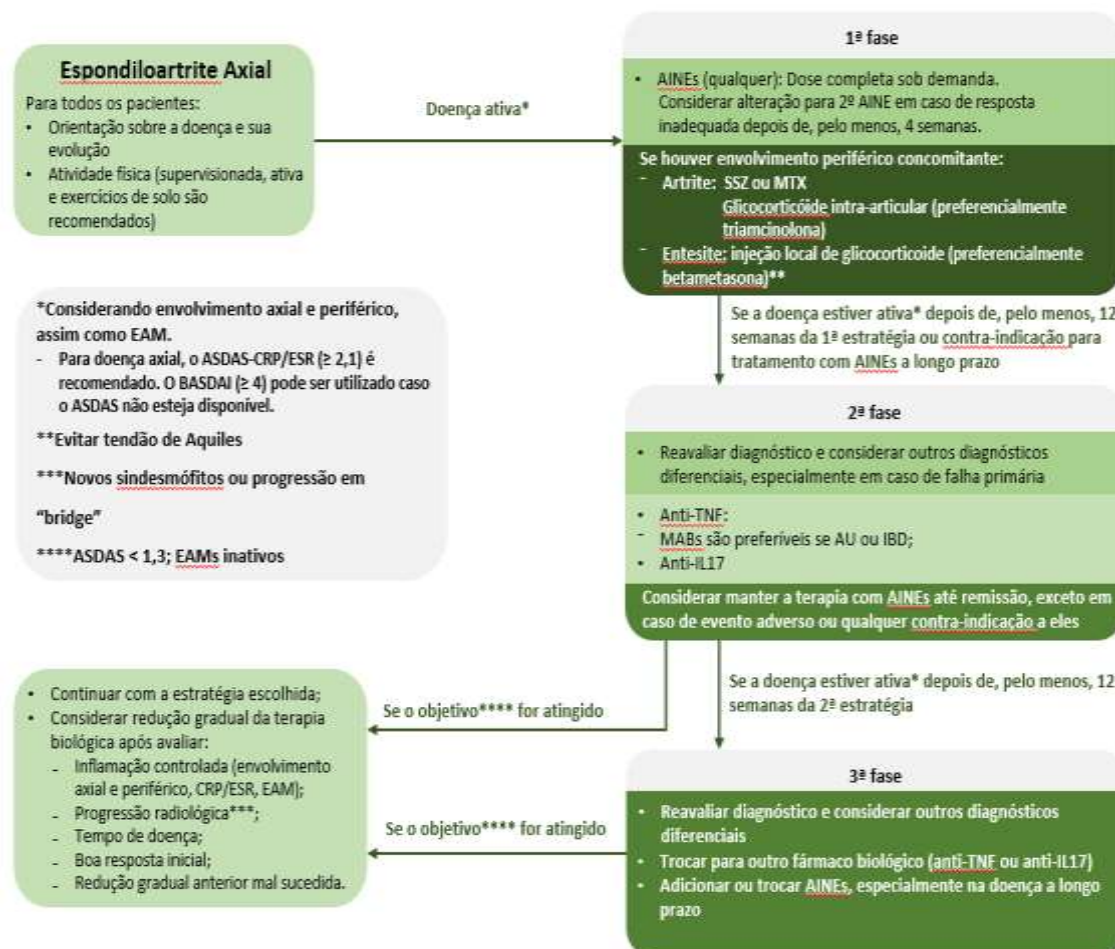 Espondiloartrite Axial
Para todos os pacientes:
• Orientação sobre a doença e sua
evolução
• Atividade física (supervisionada, ativa
e exercícios de solo são
recomendados)
Doença ativa*
1ª fase
• AINEs (qualquer): Dose completa sob demanda.
Considerar alteração para 2º AINE em caso de resposta
inadequada depois de, pelo menos, 4 semanas.
Se houver envolvimento periférico concomitante:
- Artrite: SSZ ou MTX
Glicocorticóide intra-articular (preferencialmente
triamcinolona)
- Entesite: injeção local de glicocorticoide (preferencialmente
betametasona)**
*Considerando envolvimento axial e periférico,
assim como EAM.
- Para doença axial, o ASDAS-CRP/ESR (≥ 2,1) é
recomendado. O BASDAI (≥ 4) pode ser utilizado caso
o ASDAS não esteja disponível.
**Evitar tendão de Aquiles
***Novos sindesmófitos ou progressão em
“bridge”
****ASDAS < 1,3; EAMs inativos
Se a doença estiver ativa* depois de, pelo menos, 12
semanas da 1ª estratégia ou contra-indicação para
tratamento com AINEs a longo prazo
2ª fase
• Reavaliar diagnóstico e considerar outros diagnósticos
diferenciais, especialmente em caso de falha primária
• Anti-TNF:
- MABs são preferíveis se AU ou IBD;
• Anti-IL17
Considerar manter a terapia com AINEs até remissão, exceto em
caso de evento adverso ou qualquer contra-indicação a eles
Se a doença estiver ativa* depois de, pelo menos, 12
semanas da 2ª estratégia
Se o objetivo**** for atingido
• Continuar com a estratégia escolhida;
• Considerar redução gradual da terapia
biológica após avaliar:
- Inflamação controlada (envolvimento
axial e periférico, CRP/ESR, EAM);
- Progressão radiológica***;
- Tempo de doença;
- Boa resposta inicial;
- Redução gradual anterior mal sucedida.
Se o objetivo**** for atingido
3ª fase
• Reavaliar diagnóstico e considerar outros diagnósticos
diferenciais
• Trocar para outro fármaco biológico (anti-TNF ou anti-IL17)
• Adicionar ou trocar AINEs, especialmente na doença a longo
prazo